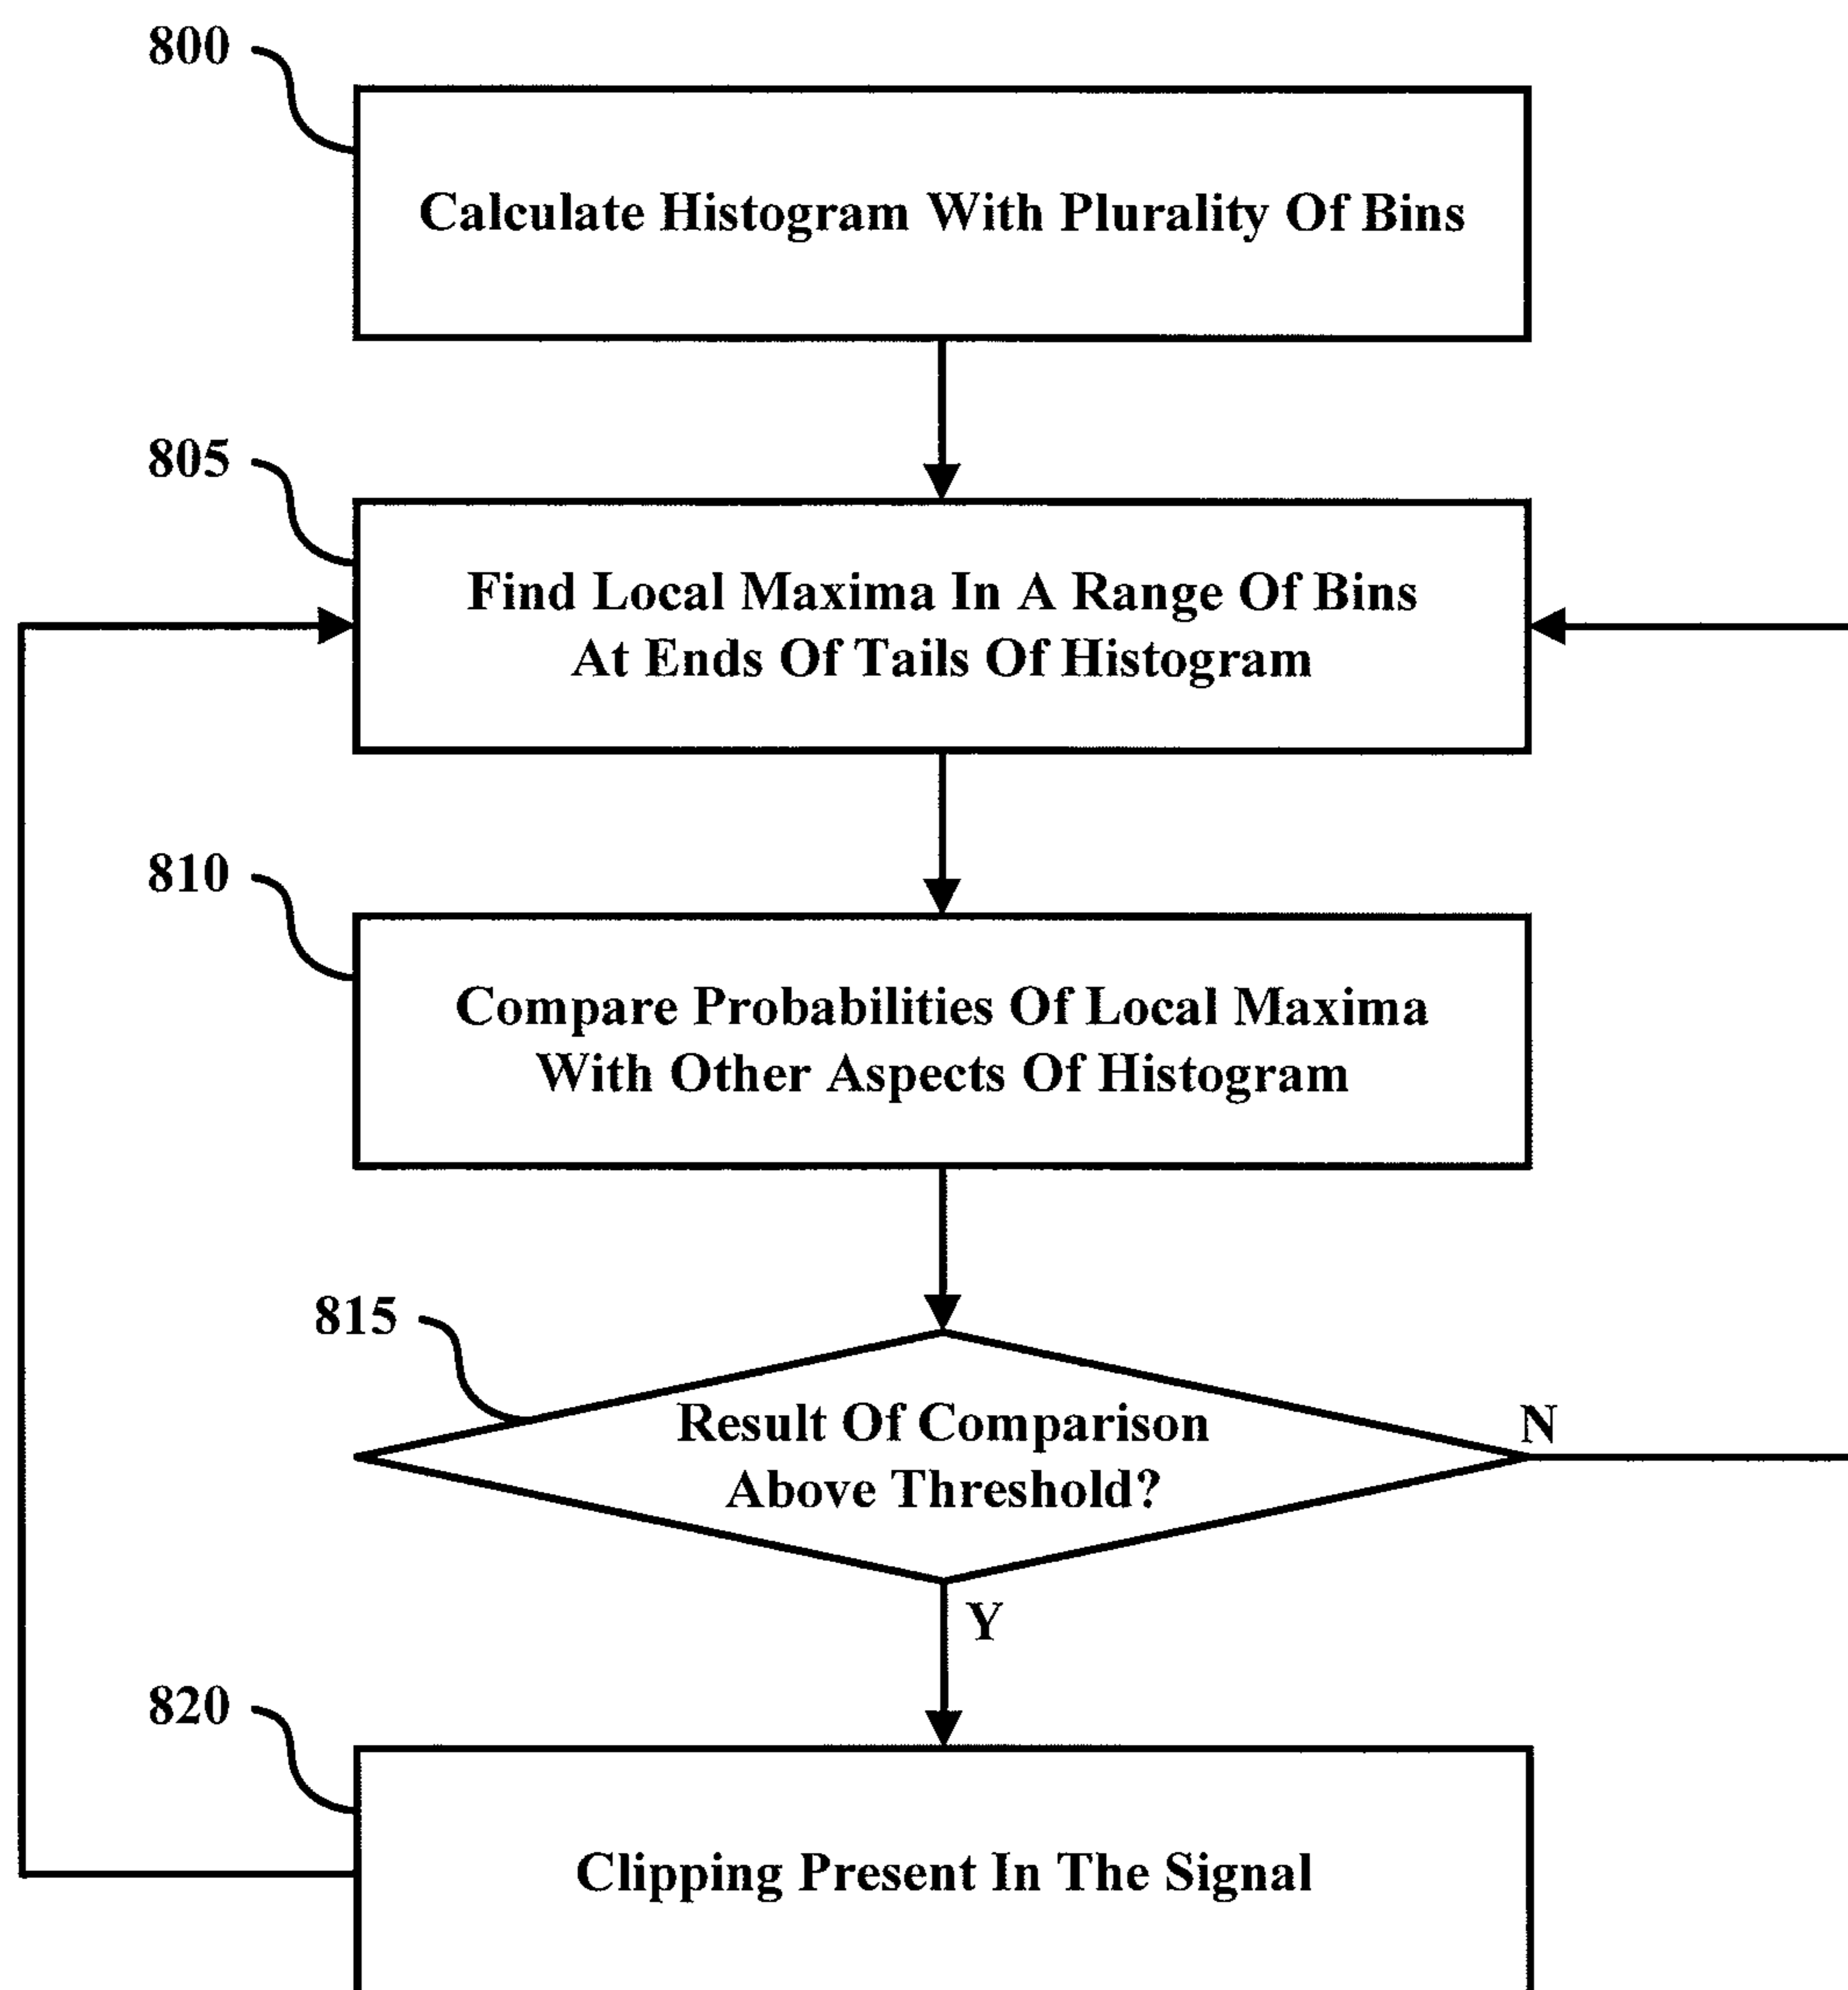 800
Calculate Histogram With Plurality Of Bins
805
Find Local Maxima In A Range Of Bins
At Ends Of Tails Of Histogram
810
Compare Probabilities Of Local Maxima
With Other Aspects Of Histogram
815
Result Of Comparison
Above Threshold?
N
Y
820
Clipping Present In The Signal